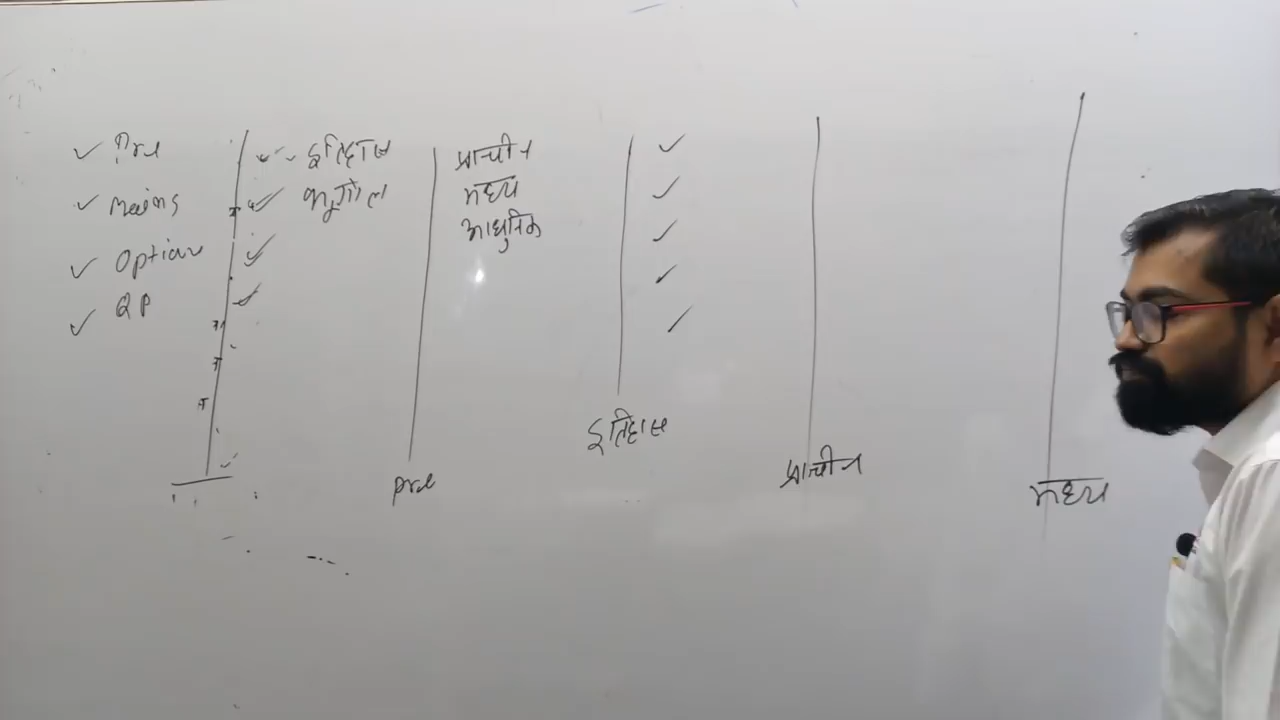 Pre
Mains
Option
QP
इतिहास
भूगोल
प्राचीन
मध्य
आधुनिक
pre
इतिहास
प्राचीन
मध्य